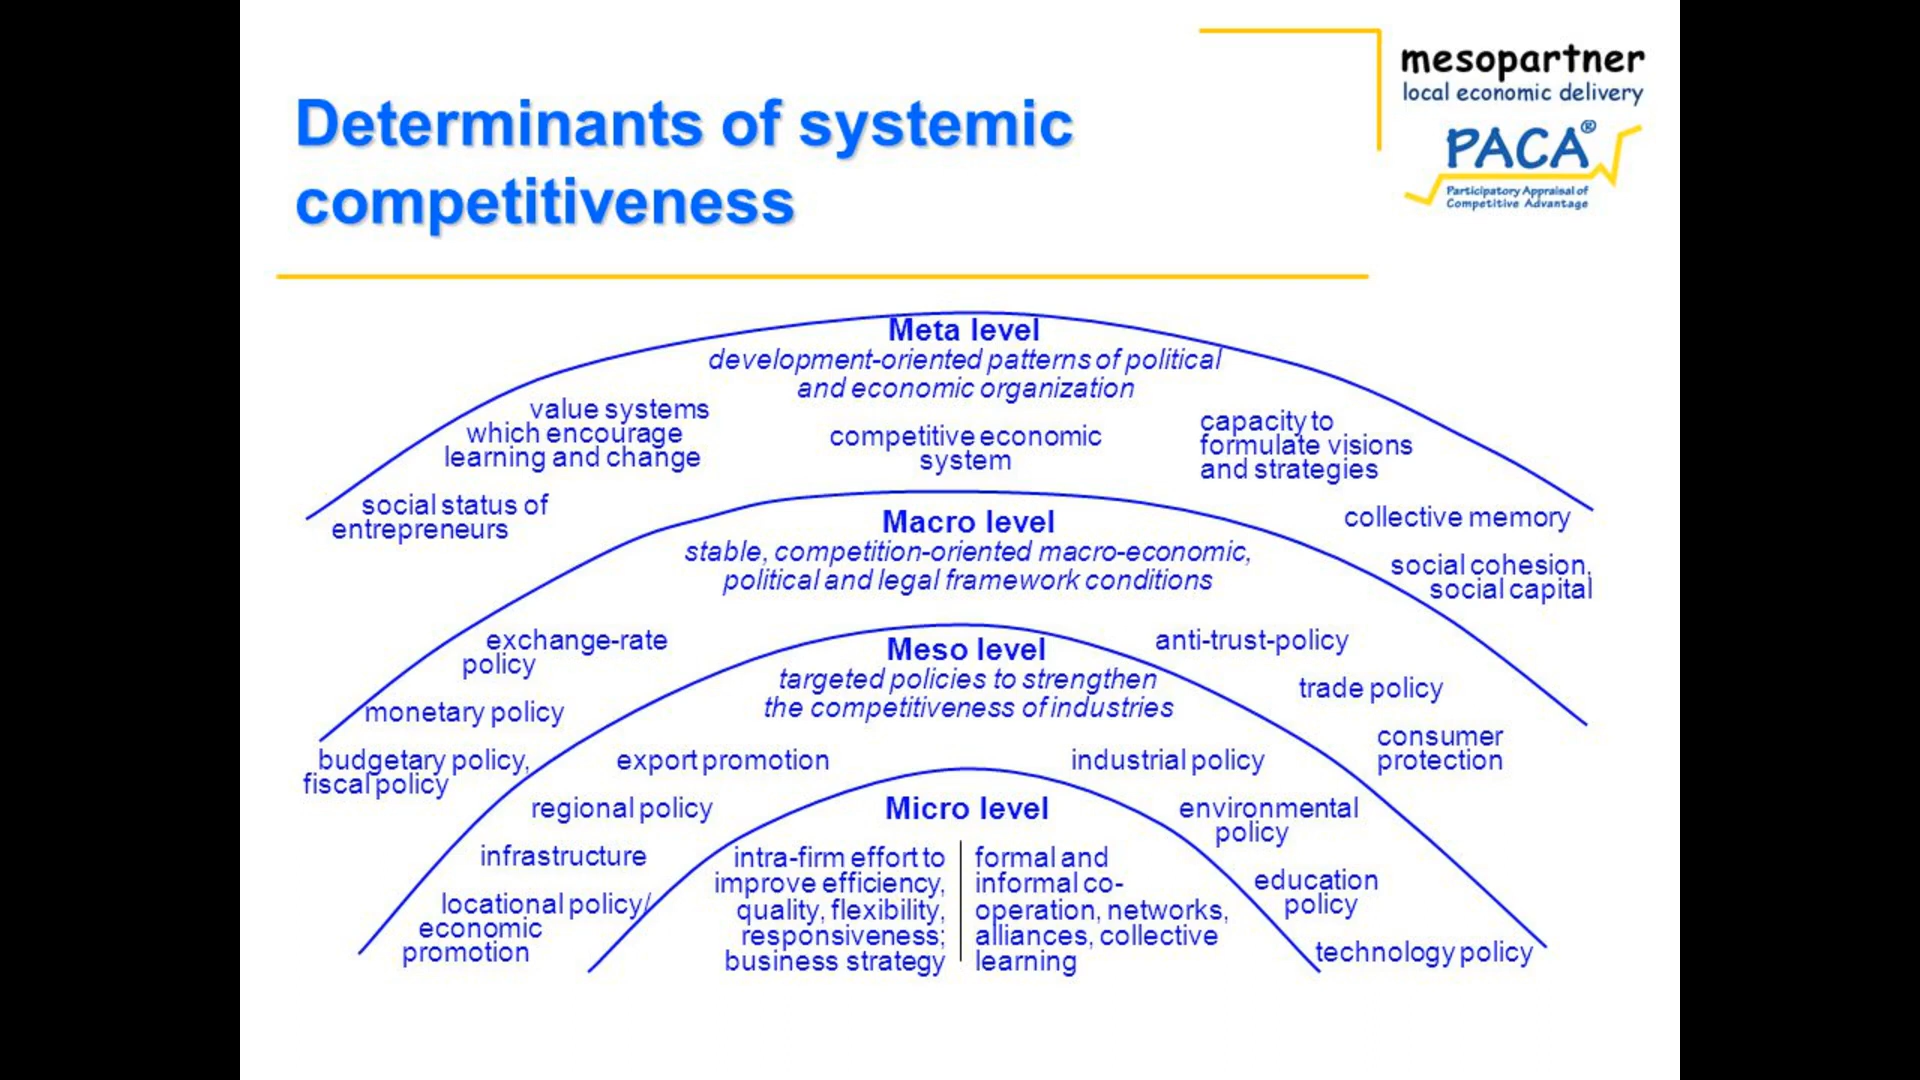 Determinants of systemic
competitiveness
mesopartner
local economic delivery
PACA®
Participatory Appraisal of
Competitive Advantage
Meta level
development-oriented patterns of political
and economic organization
value systems
which encourage
learning and change
competitive economic
system
capacity to
formulate visions
and strategies
social status of
entrepreneurs
collective memory
social cohesion,
social capital
Macro level
stable, competition-oriented macro-economic,
political and legal framework conditions
exchange-rate
policy
monetary policy
budgetary policy,
fiscal policy
anti-trust-policy
trade policy
consumer
protection
Meso level
targeted policies to strengthen
the competitiveness of industries
export promotion
regional policy
infrastructure
locational policy/
economic
promotion
industrial policy
environmental
policy
education
policy
technology policy
Micro level
intra-firm effort to
improve efficiency,
quality, flexibility,
responsiveness;
business strategy
formal and
informal co-
operation, networks,
alliances, collective
learning